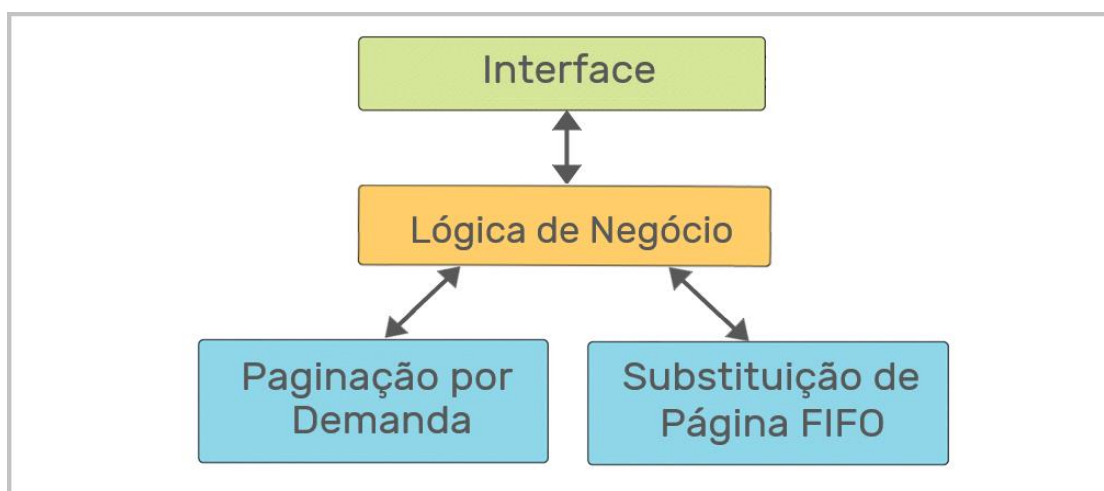 Interface
Lógica de Negócio
Paginação por
Demanda
Substituição de
Página FIFO